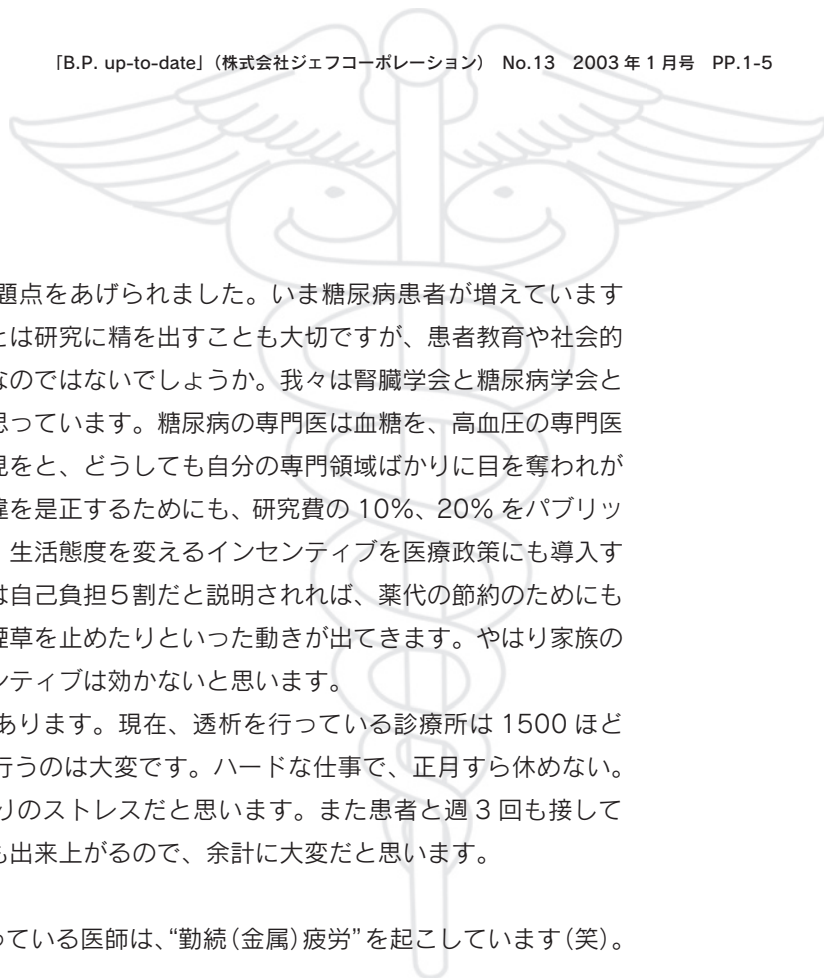 「B.P. up-to-date」（株式会社ジェフコーポレーション） No.13　2003年1月号　PP.1-5
題点をあげられました。いま糖尿病患者が増えています
とは研究に精を出すことも大切ですが、患者教育や社会的
なのではないでしょうか。我々は腎臓学会と糖尿病学会と
思っています。糖尿病の専門医は血糖を、高血圧の専門医
見をと、どうしても自分の専門領域ばかりに目を奪われが
違を是正するためにも、研究費の10%、20%をパブリッ
生活態度を変えるインセンティブを医療政策にも導入す
は自己負担５割だと説明されれば、薬代の節約のためにも
煙草を止めたりといった動きが出てきます。やはり家族の
ンティブは効かないと思います。
あります。現在、透析を行っている診療所は1500ほど
行うのは大変です。ハードな仕事で、正月すら休めない。
りのストレスだと思います。また患者と週3回も接して
も出来上がるので、余計に大変だと思います。
っている医師は、“勤続（金属）疲労”を起こしています（笑）。